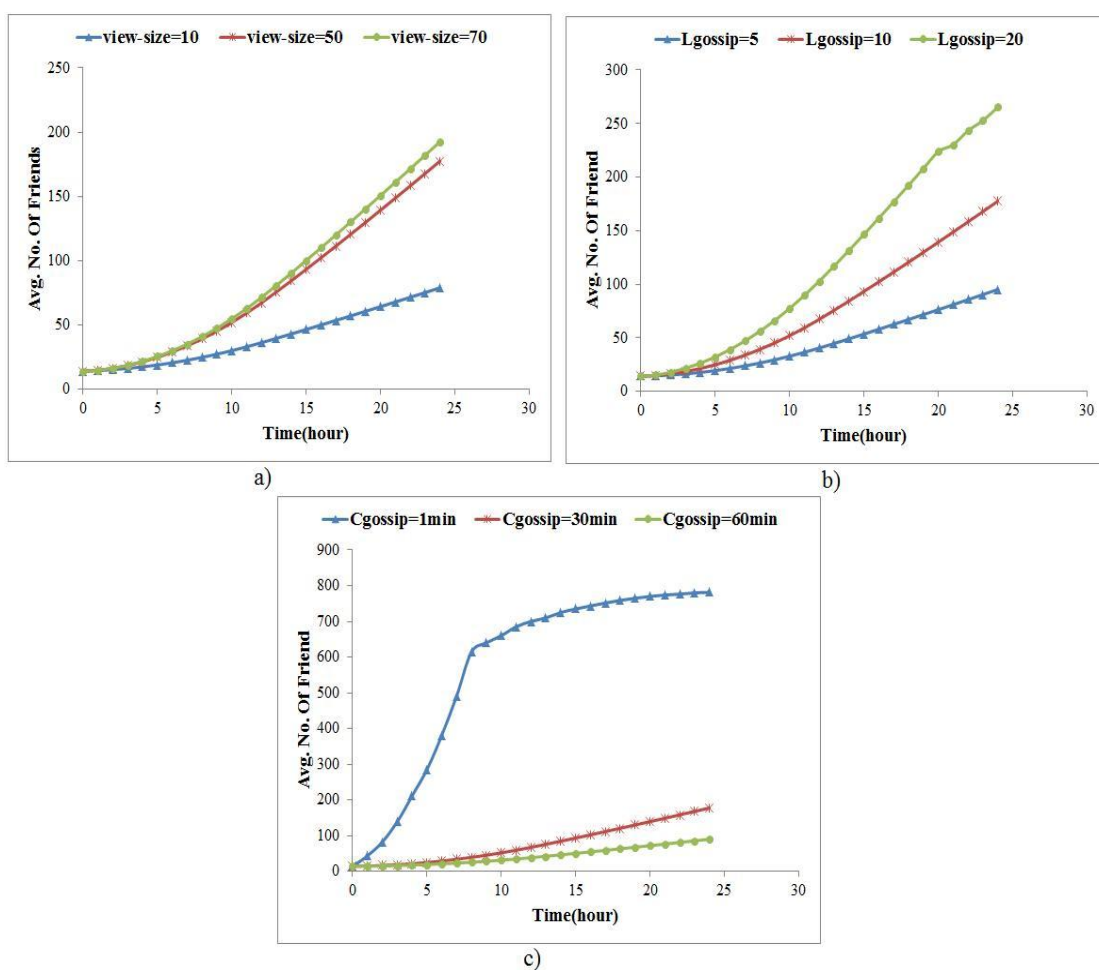 view-size=10 view-size=50 view-size=70
250
200
150
100
50
0
Avg. No. Of Friends
0 5 10 15 20 25 30
Time(hour)
a)
Lgossip=5 Lgossip=10 Lgossip=20
300
250
200
150
100
50
0
Avg. No. Of Friend
0 5 10 15 20 25 30
Time(hour)
b)
Cgossip=1min Cgossip=30min Cgossip=60min
900
800
700
600
500
400
300
200
100
0
Avg. No. Of Friend
0 5 10 15 20 25 30
Time(hour)
c)